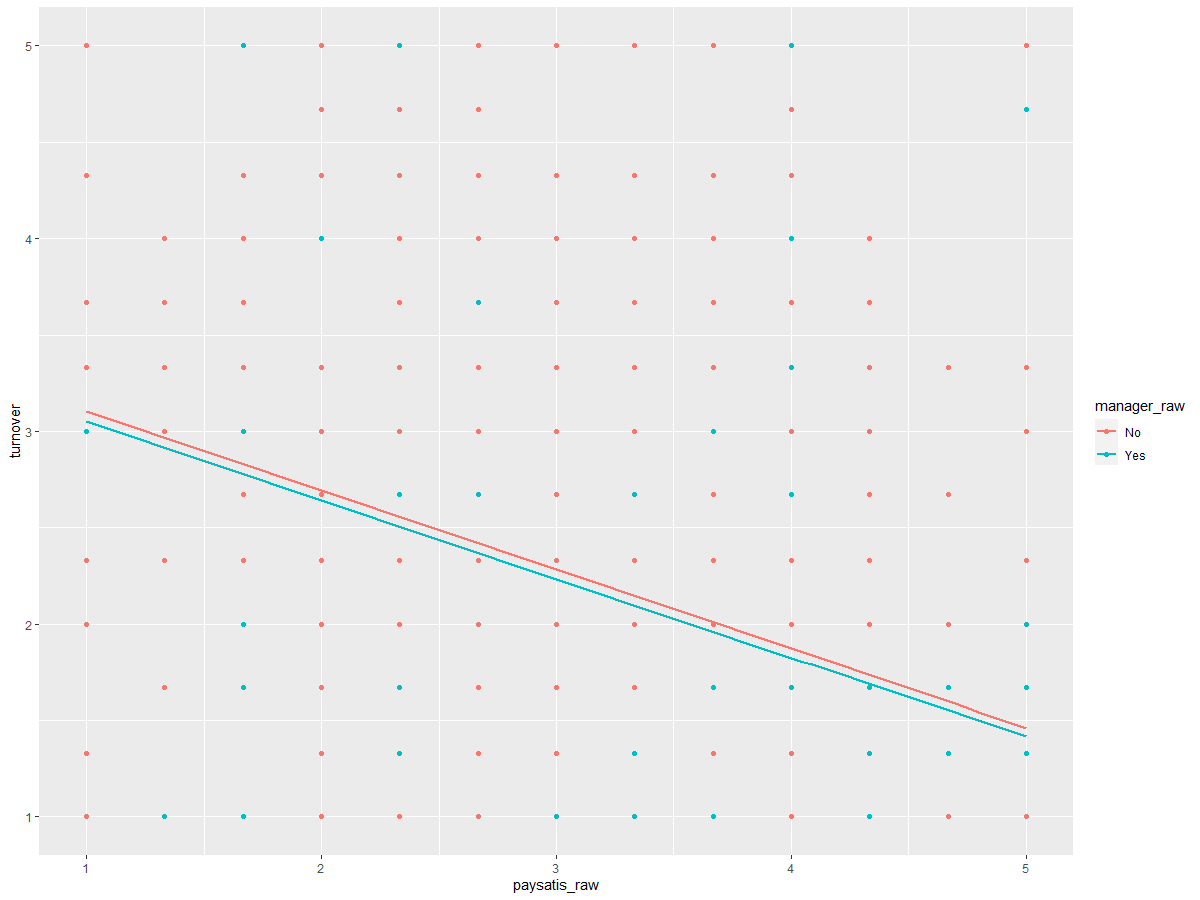 5
4
3
2
1
turnover
1 2 3 4 5
paysatis_raw
manager_raw
No
Yes